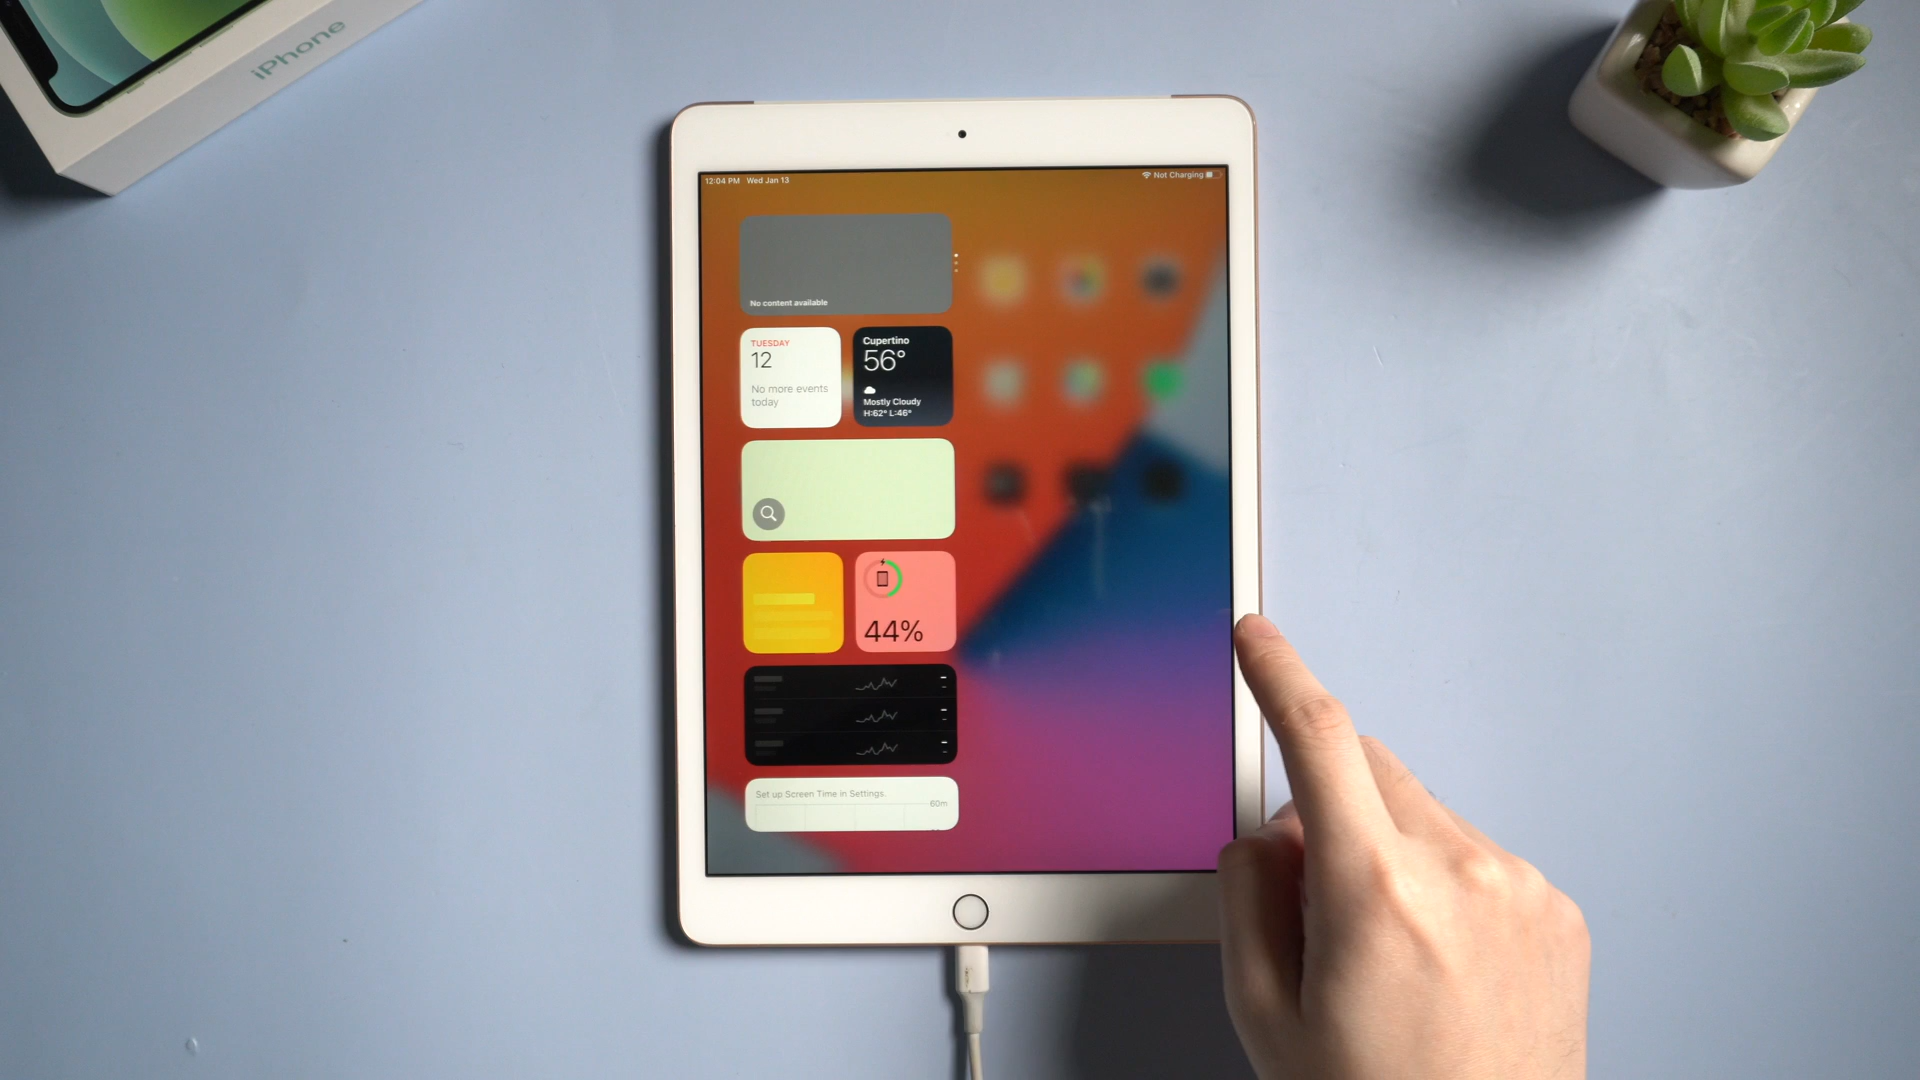 iPhone
12:04 PM Wed Jan 13
Not Charging
No content available
TUESDAY
12
No more events
today
Cupertino
56°
Mostly Cloudy
H:62° L:46°
44%
Set up Screen Time in Settings.
60m